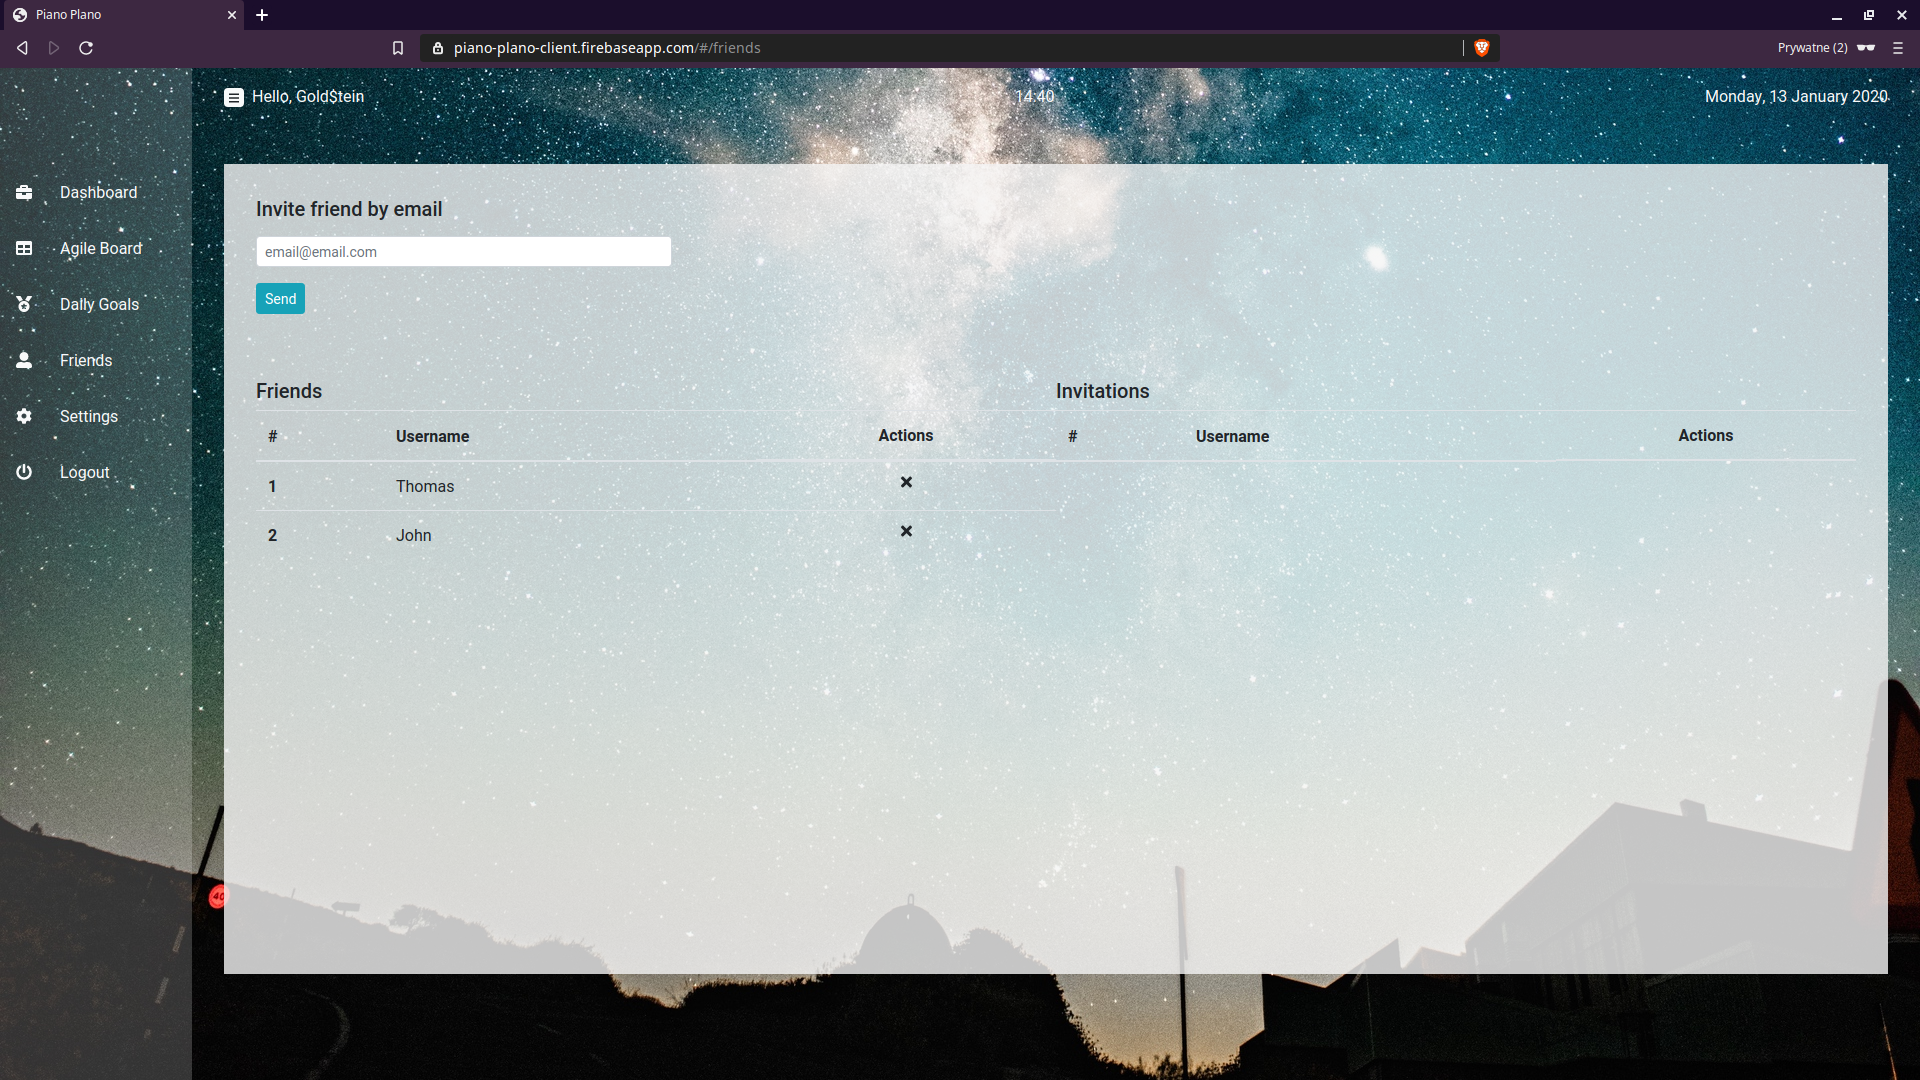 Piano Plano
piano-plano-client.firebaseapp.com/#/friends
Prywatne (2)
Hello, Gold$tein
14:40
Monday, 13 January 2020
Dashboard
Agile Board
Daily Goals
Friends
Settings
Logout
Invite friend by email
email@email.com
Send
Friends
# Username Actions
1 Thomas
2 John
Invitations
# Username Actions
40